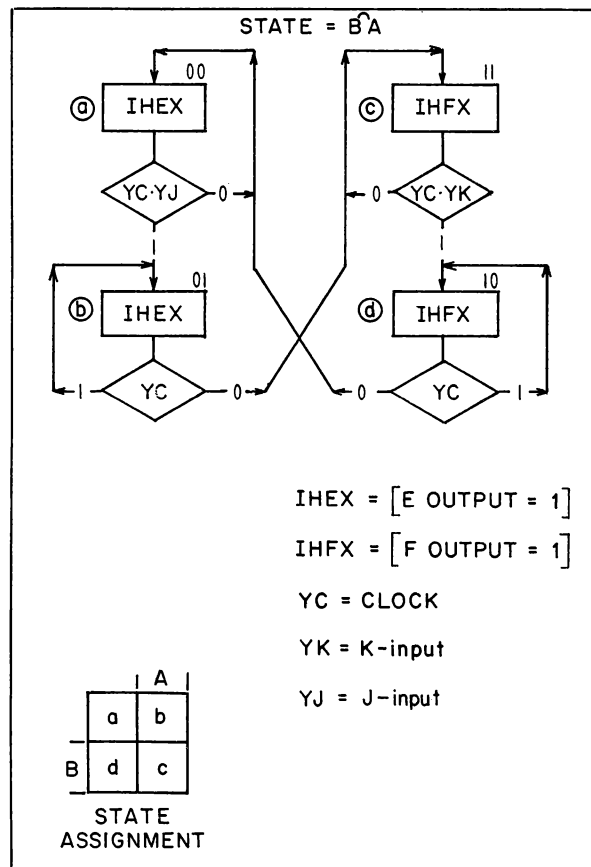 STATE = B͡A
00
ⓐ IHEX
YC·YJ
0
01
ⓑ IHEX
1
YC
0
11
ⓒ IHFX
0
YC·YK
10
ⓓ IHFX
0
YC
1
IHEX = [E OUTPUT = 1]
IHFX = [F OUTPUT = 1]
YC = CLOCK
YK = K-input
YJ = J-input
A
a b
B d c
STATE
ASSIGNMENT